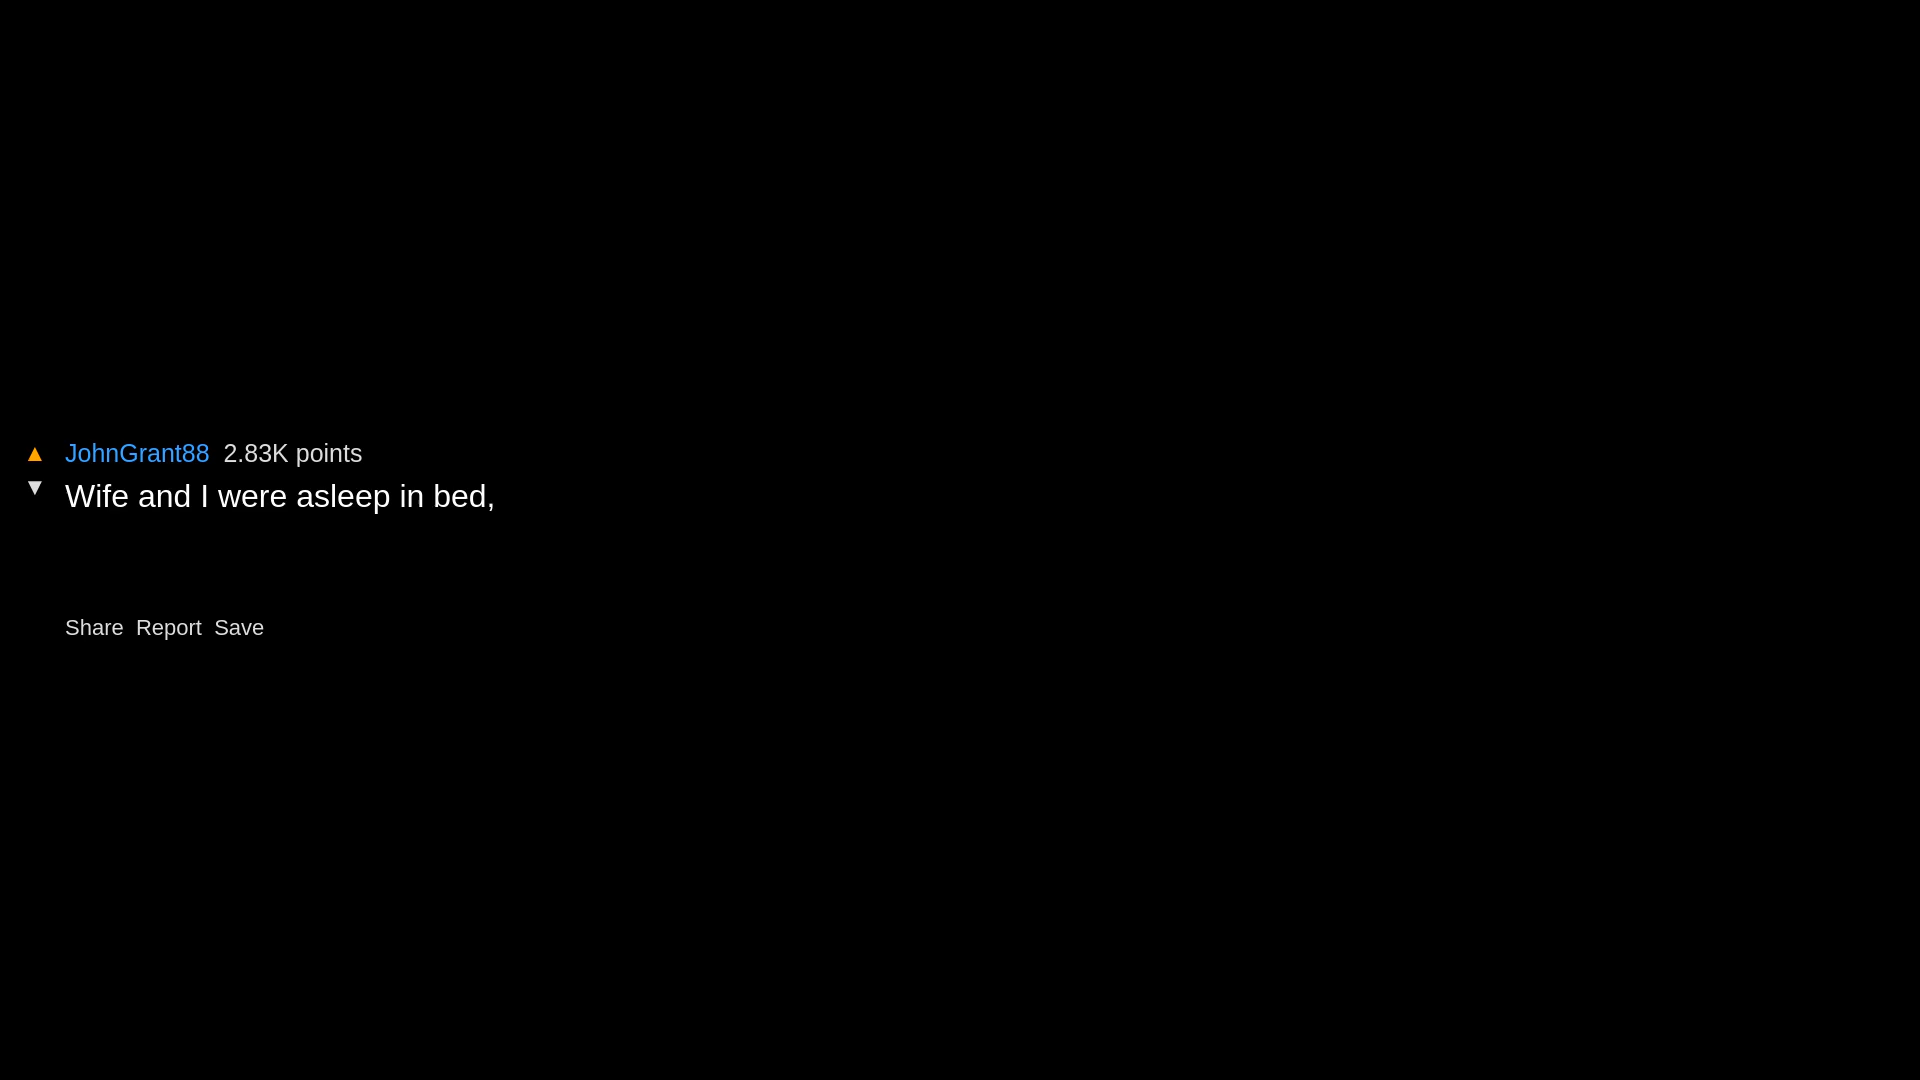 ▲ JohnGrant88 2.83K points
▼ Wife and I were asleep in bed,
Share Report Save